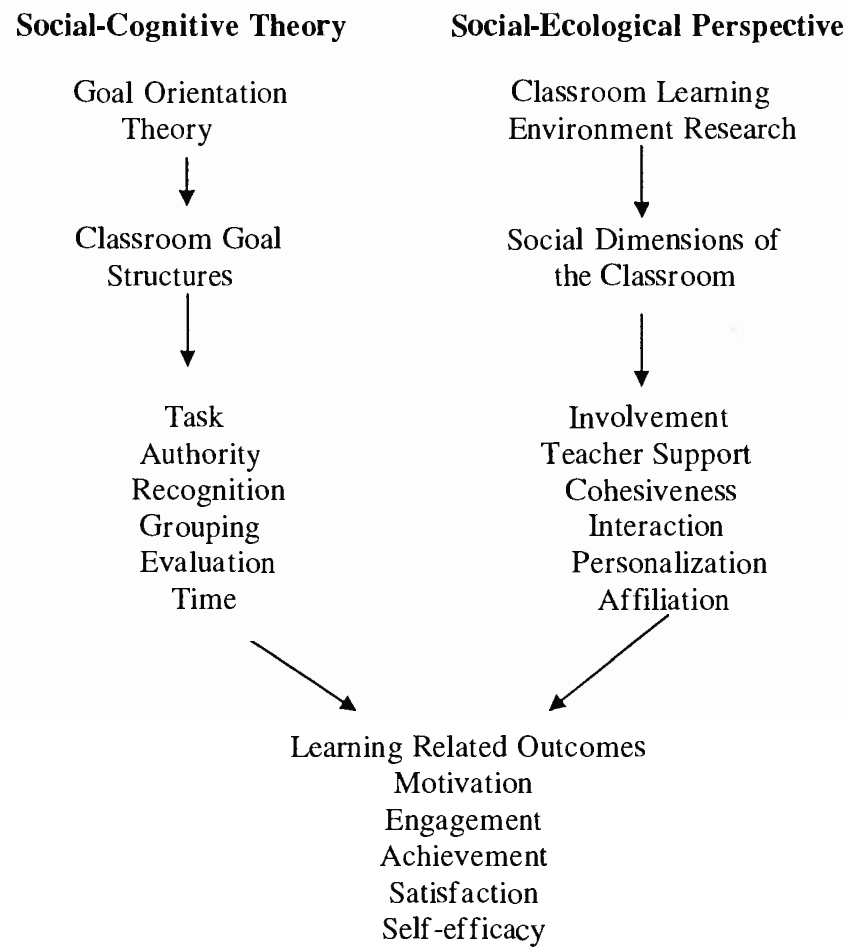 Social-Cognitive Theory
Goal Orientation
Theory
Classroom Goal
Structures
Task
Authority
Recognition
Grouping
Evaluation
Time
Social-Ecological Perspective
Classroom Learning
Environment Research
Social Dimensions of
the Classroom
Involvement
Teacher Support
Cohesiveness
Interaction
Personalization
Affiliation
Learning Related Outcomes
Motivation
Engagement
Achievement
Satisfaction
Self-efficacy